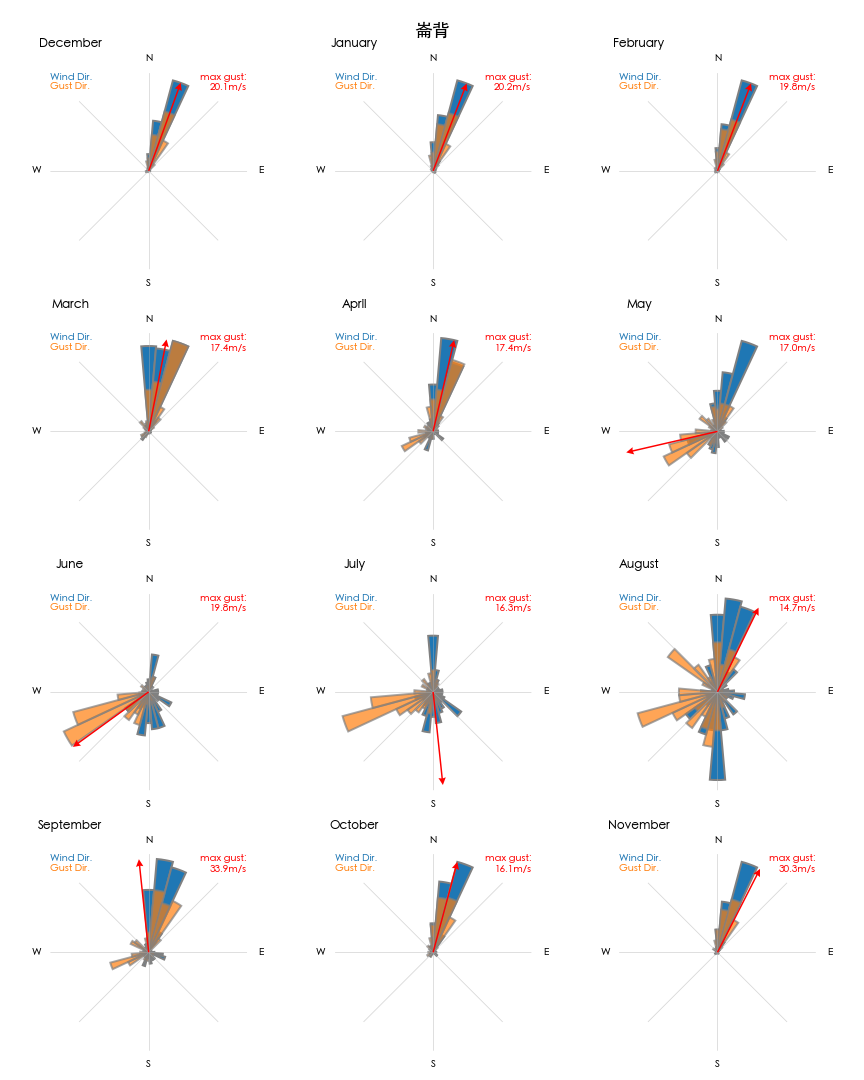 崙背
December
N
Wind Dir.
Gust Dir.
max gust:
20.1m/s
W
E
S
January
N
Wind Dir.
Gust Dir.
max gust:
20.2m/s
W
E
S
February
N
Wind Dir.
Gust Dir.
max gust:
19.8m/s
W
E
S
March
N
Wind Dir.
Gust Dir.
max gust:
17.4m/s
W
E
S
April
N
Wind Dir.
Gust Dir.
max gust:
17.4m/s
W
E
S
May
N
Wind Dir.
Gust Dir.
max gust:
17.0m/s
W
E
S
June
N
Wind Dir.
Gust Dir.
max gust:
19.8m/s
W
E
S
July
N
Wind Dir.
Gust Dir.
max gust:
16.3m/s
W
E
S
August
N
Wind Dir.
Gust Dir.
max gust:
14.7m/s
W
E
S
September
N
Wind Dir.
Gust Dir.
max gust:
33.9m/s
W
E
S
October
N
Wind Dir.
Gust Dir.
max gust:
16.1m/s
W
E
S
November
N
Wind Dir.
Gust Dir.
max gust:
30.3m/s
W
E
S